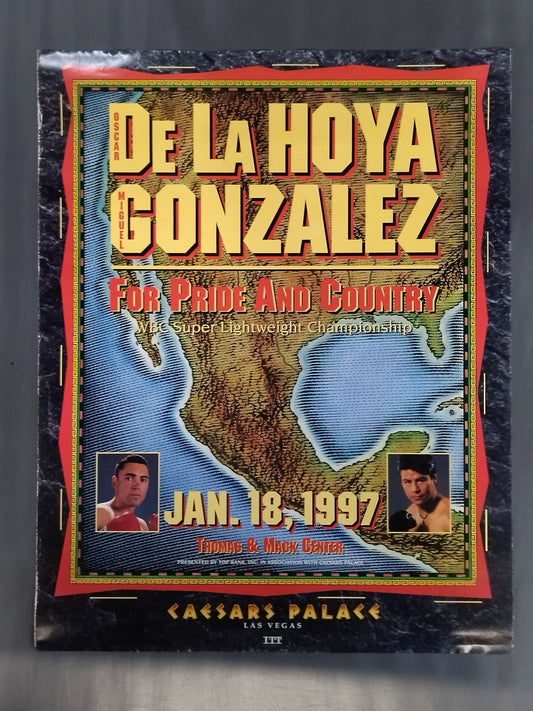 OSCAR
DE LA HOYA
MIGUEL
GONZALEZ
FOR PRIDE AND COUNTRY
WBC Super Lightweight Championship
JAN. 18, 1997
THOMAS & MACK CENTER
PRESENTED BY TOP RANK, INC. IN ASSOCIATION WITH CAESARS PALACE
CAESARS PALACE
LAS VEGAS
ITT